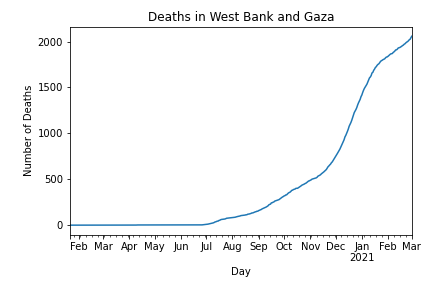 Deaths in West Bank and Gaza
2000
1500
1000
500
0
Number of Deaths
Feb Mar Apr May Jun Jul Aug Sep Oct Nov Dec Jan Feb Mar
2021
Day